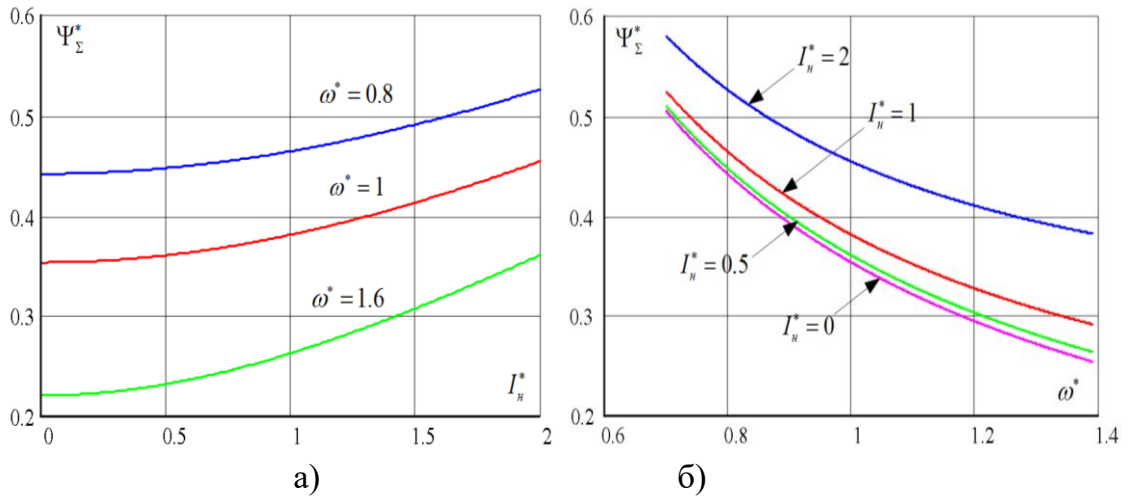 0.6
Ψ*Σ
ω* = 0.8
0.5
0.4
ω* = 1
0.3
ω* = 1.6
I*н
0.2
0 0.5 1 1.5 2
а)
0.6
Ψ*Σ
I*н = 2
0.5
I*н = 1
0.4
I*н = 0.5
0.3
I*н = 0
ω*
0.2
0.6 0.8 1 1.2 1.4
б)